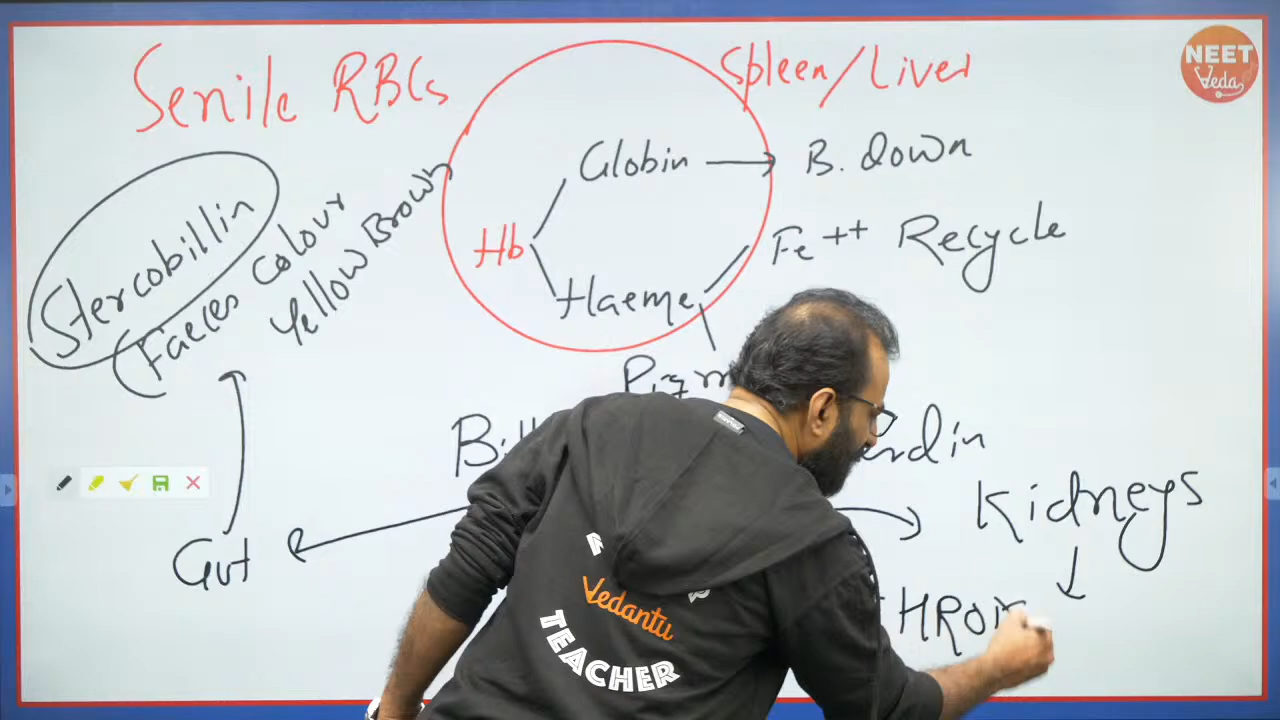 Senile RBCs
Spleen/Liver
NEET
Veda
Globin → B. down
Hb
Haeme
Fe++ Recycle
Stercobillin
(Faeces Colour
Yellow Brown
Kidneys
Gut
Vedantu
TEACHER